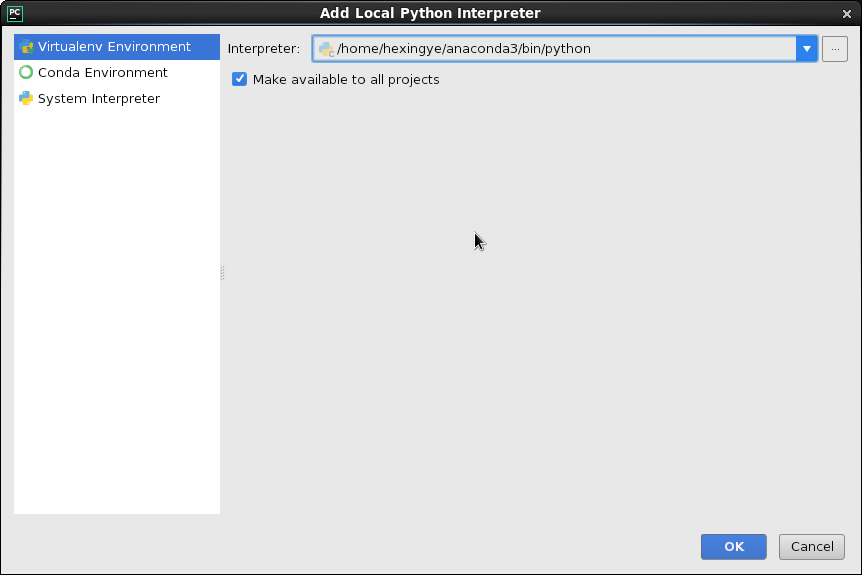 PC
Add Local Python Interpreter
Virtualenv Environment
Conda Environment
System Interpreter
Interpreter: /home/hexingye/anaconda3/bin/python
...
Make available to all projects
OK
Cancel